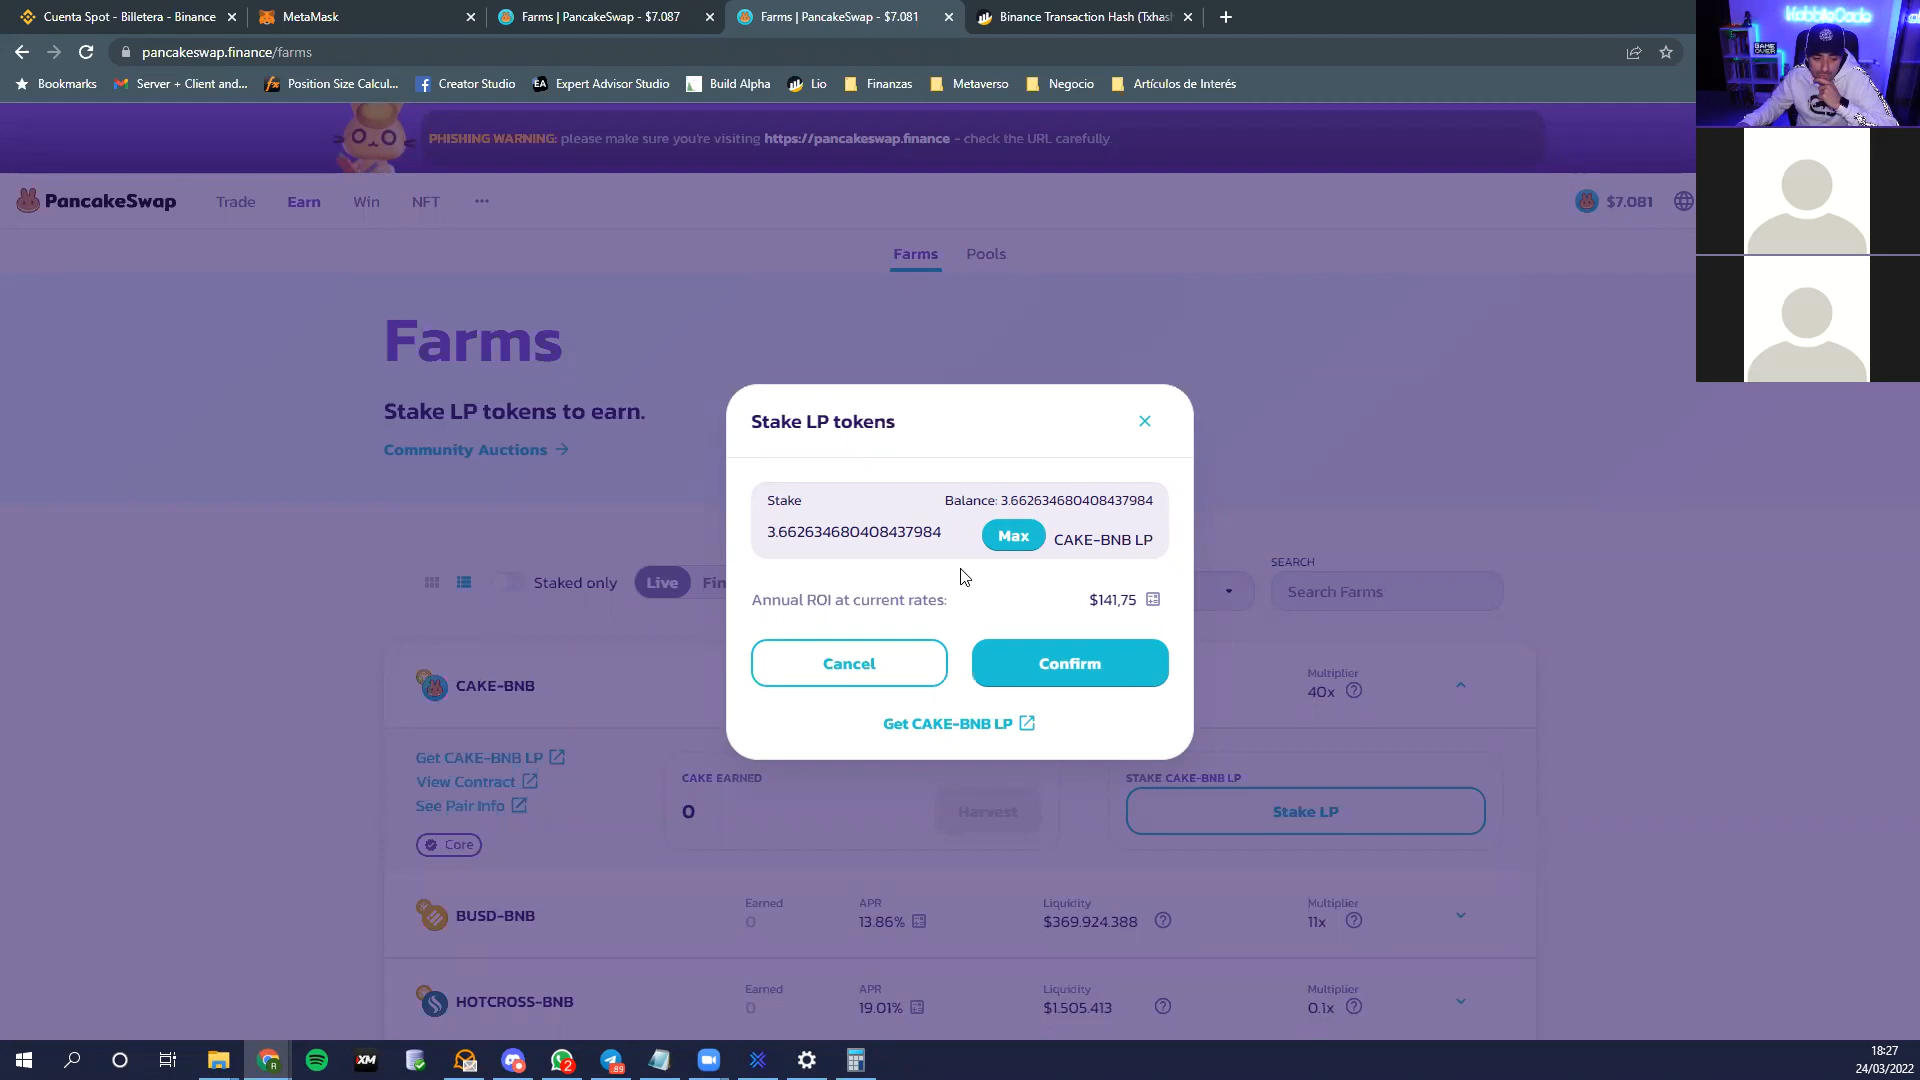 Cuenta Spot - Billetera - Binance
MetaMask
Farms | PancakeSwap - $7.087
Farms | PancakeSwap - $7.081
Binance Transaction Hash (Txhas
pancakeswap.finance/farms
Bookmarks
Server + Client and...
Position Size Calcul...
Creator Studio
EA
Expert Advisor Studio
Build Alpha
Lio
Finanzas
Metaverso
Negocio
Artículos de Interés
KabbleCode
GAME OVER
PHISHING WARNING: please make sure you're visiting https://pancakeswap.finance - check the URL carefully.
PancakeSwap
Trade
Earn
Win
NFT
$7.081
Farms
Pools
Farms
Stake LP tokens to earn.
Community Auctions
Stake LP tokens
Stake
Balance: 3.662634680408437984
3.662634680408437984
Max
CAKE-BNB LP
Annual ROI at current rates:
$141,75
Cancel
Confirm
Get CAKE-BNB LP
Staked only
Live
Fin
SEARCH
Search Farms
CAKE-BNB
Multiplier
40x
Get CAKE-BNB LP
View Contract
See Pair Info
Core
CAKE EARNED
0
Harvest
STAKE CAKE-BNB LP
Stake LP
BUSD-BNB
Earned
0
APR
13.86%
Liquidity
$369.924.388
Multiplier
11x
HOTCROSS-BNB
Earned
0
APR
19.01%
Liquidity
$1.505.413
Multiplier
0.1x
R
XM
2
89
18:27
24/03/2022